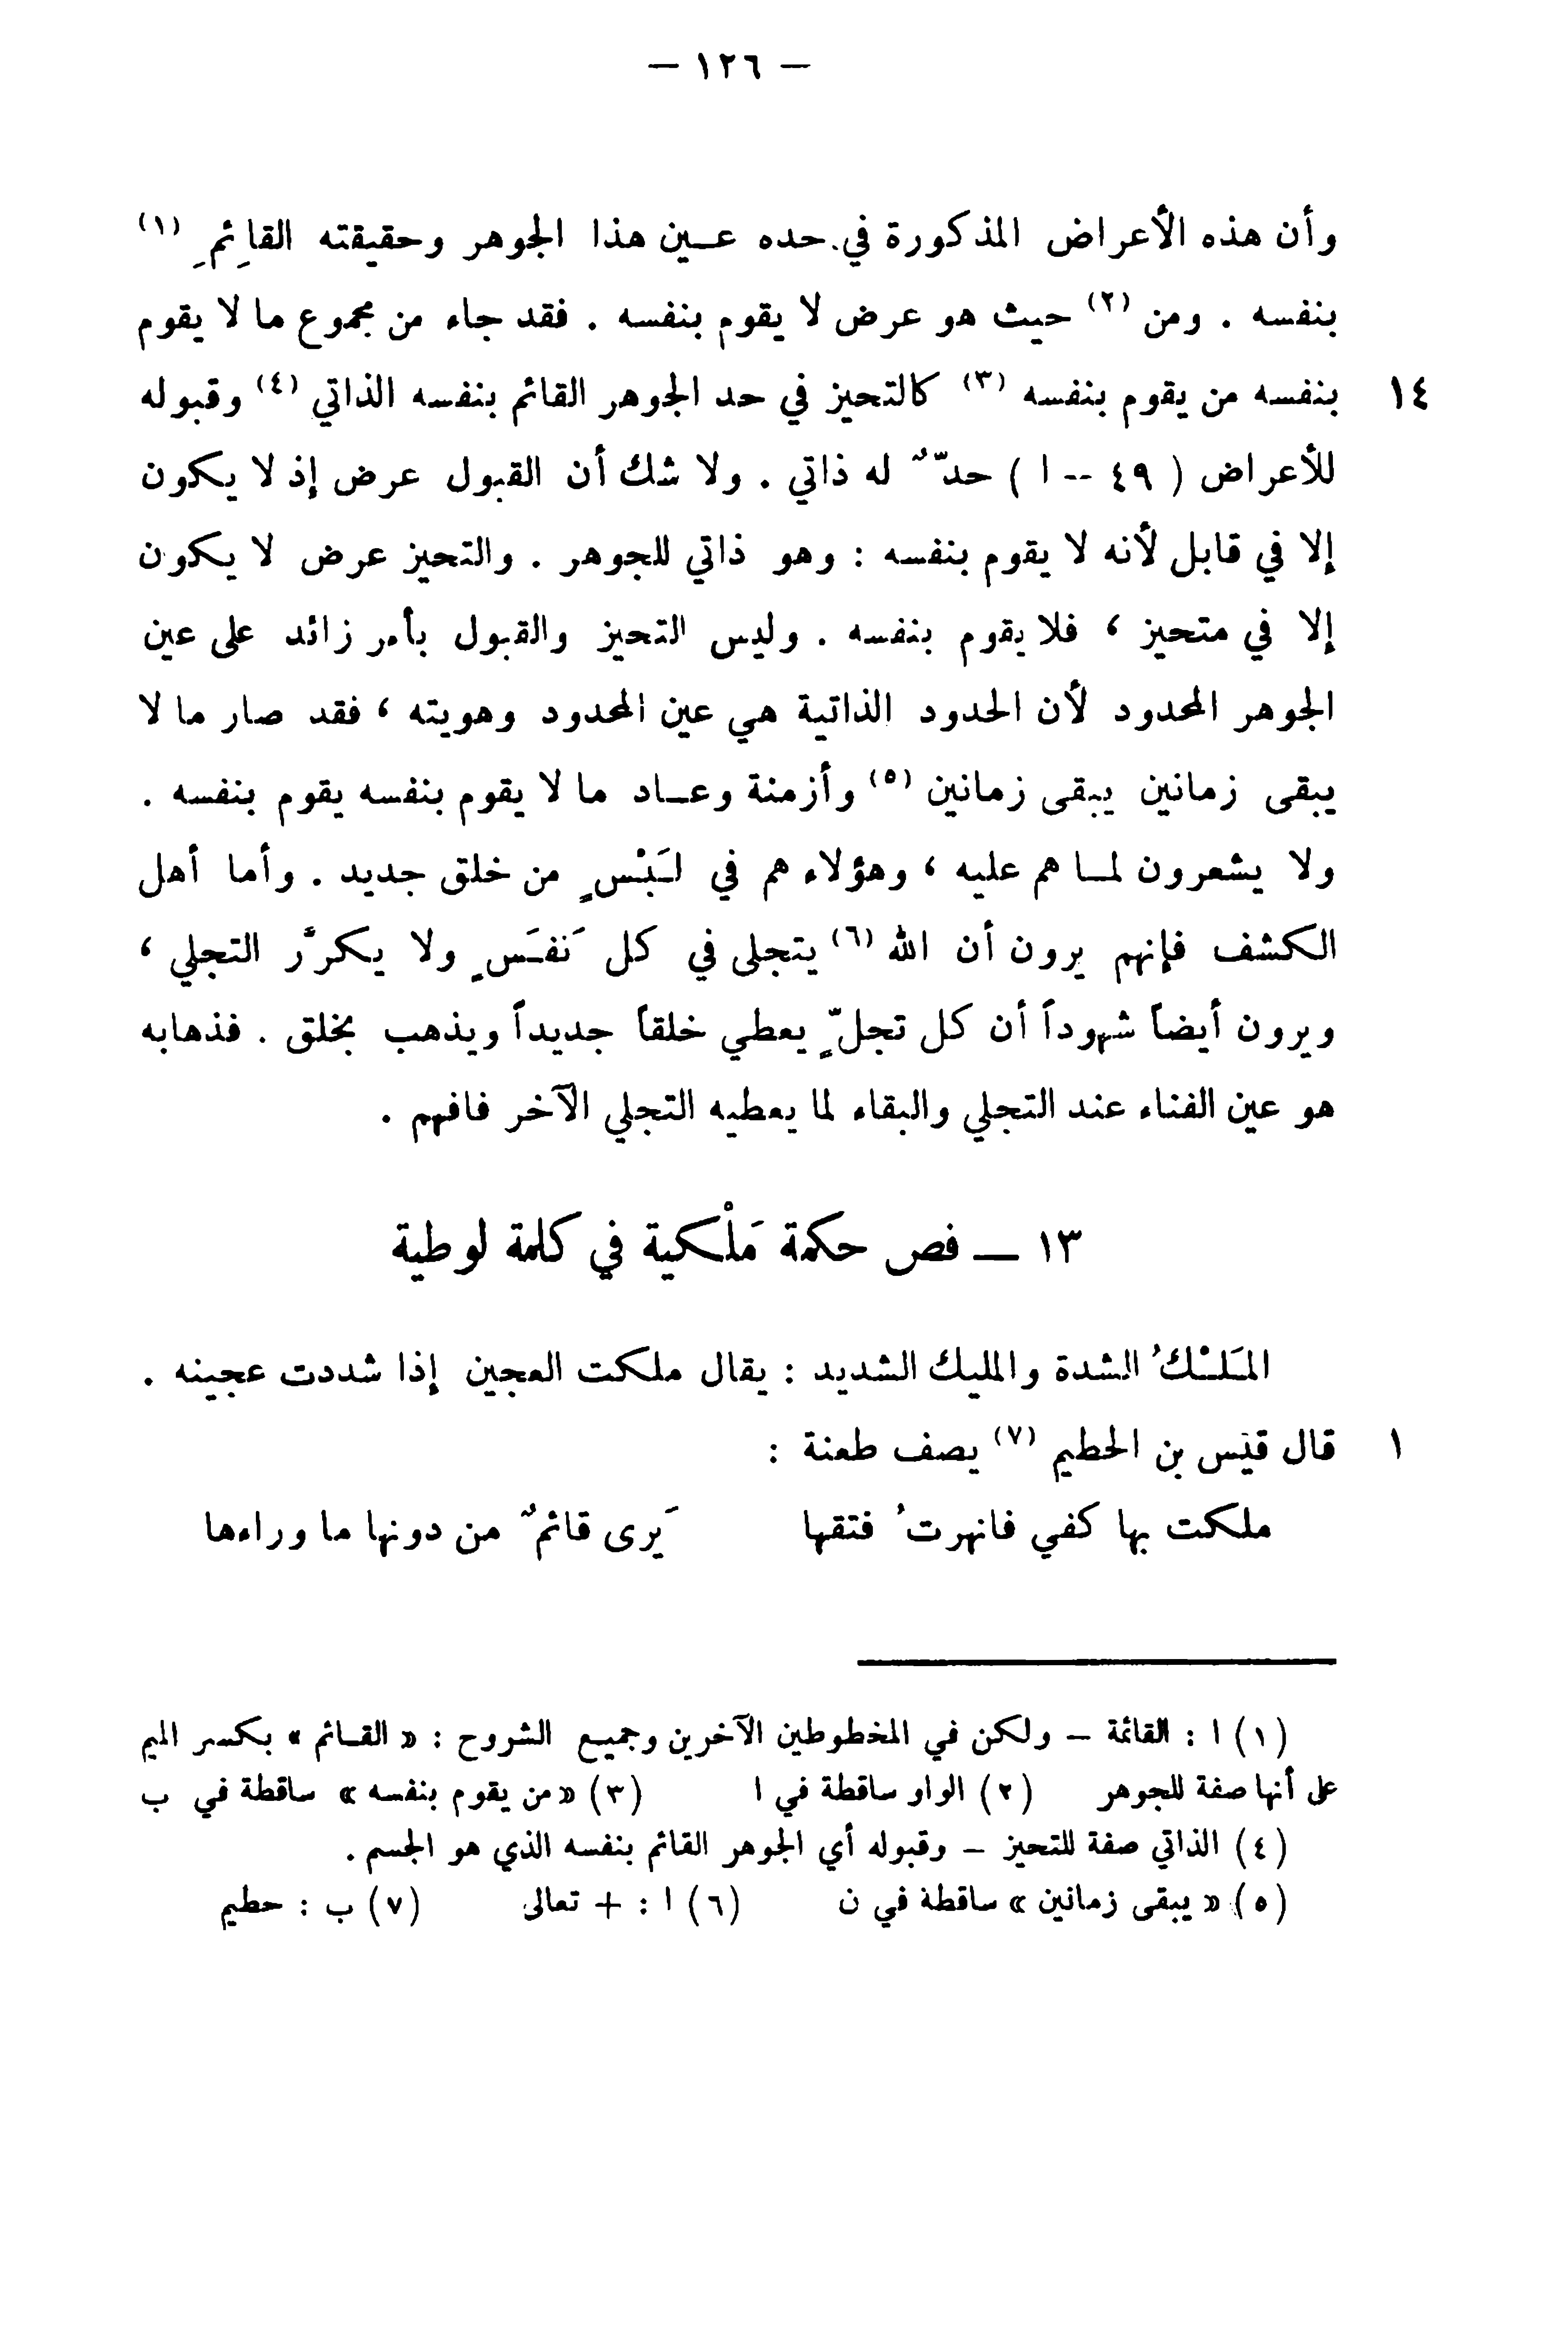 — ١٢٦ —
وأن هذه الأعراض المذكورة في حده عـين هذا الجوهر وحقيقته القائِمِ (١)
بنفسه . ومن (٢) حيث هو عرض لا يقوم بنفسه . فقد جاء من مجموع ما لا يقوم
١٤ بنفسه من يقوم بنفسه (٣) كالتحيز في حد الجوهر القائم بنفسه الذاتي (٤) وقبوله
للأعراض ( ٤٩ -- ا ) حدٌّ له ذاتي . ولا شك أن القبول عرض إذ لا يكون
إلا في قابل لأنه لا يقوم بنفسه : وهو ذاتي للجوهر . والتحيز عرض لا يكون
إلا في متحيز ، فلا يقوم بنفسه . وليس التحيز والقبول بأمر زائد على عين
الجوهر المحدود لأن الحدود الذاتية هي عين المحدود وهويته ، فقد صار ما لا
يبقى زمانين يبقى زمانين (٥) وأزمنة وعـاد ما لا يقوم بنفسه يقوم بنفسه .
ولا يشعرون لمـا هم عليه ، وهؤلاء هم في لَبْسٍ من خلق جديد . وأما أهل
الكشف فإنهم يرون أن الله (٦) يتجلى في كل نَفَسٍ ولا يكرَّر التجلي ،
ويرون أيضاً شهوداً أن كل تجلٍّ يعطي خلقاً جديداً ويذهب بخلق . فذهابه
هو عين الفناء عند التجلي والبقاء لما يعطيه التجلي الآخر فافهم .
١٣ — فص حكمة مَلْكية في كلمة لوطية
المَلْكُ الشدة والمليك الشديد : يقال ملكت العجين إذا شددت عجينه .
١ قال قيس بن الحطيم (٧) يصف طعنة :
ملكت بها كفي فانهرتُ فتقها يَرى قائمٌ من دونها ما وراءها
(١) ا : القائمة – ولكن في المخطوطين الآخرين وجميـع الشروح : « القـائم » بكسر الميم
على أنها صفة للجوهر (٢) الواو ساقطة في ا (٣) «من يقوم بنفسه» ساقطة في ب
(٤) الذاتي صفة للتحيز – وقبوله أي الجوهر القائم بنفسه الذي هو الجسم .
(٥) « يبقى زمانين » ساقطة في ن (٦) ا : + تعالى (٧) ب : حطيم